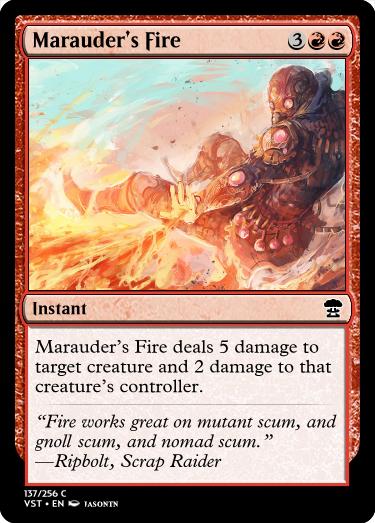 Marauder's Fire 3
Instant
Marauder's Fire deals 5 damage to
target creature and 2 damage to that
creature's controller.
“Fire works great on mutant scum, and
gnoll scum, and nomad scum.”
—Ripbolt, Scrap Raider
137/256 C
VST • EN JASONTN